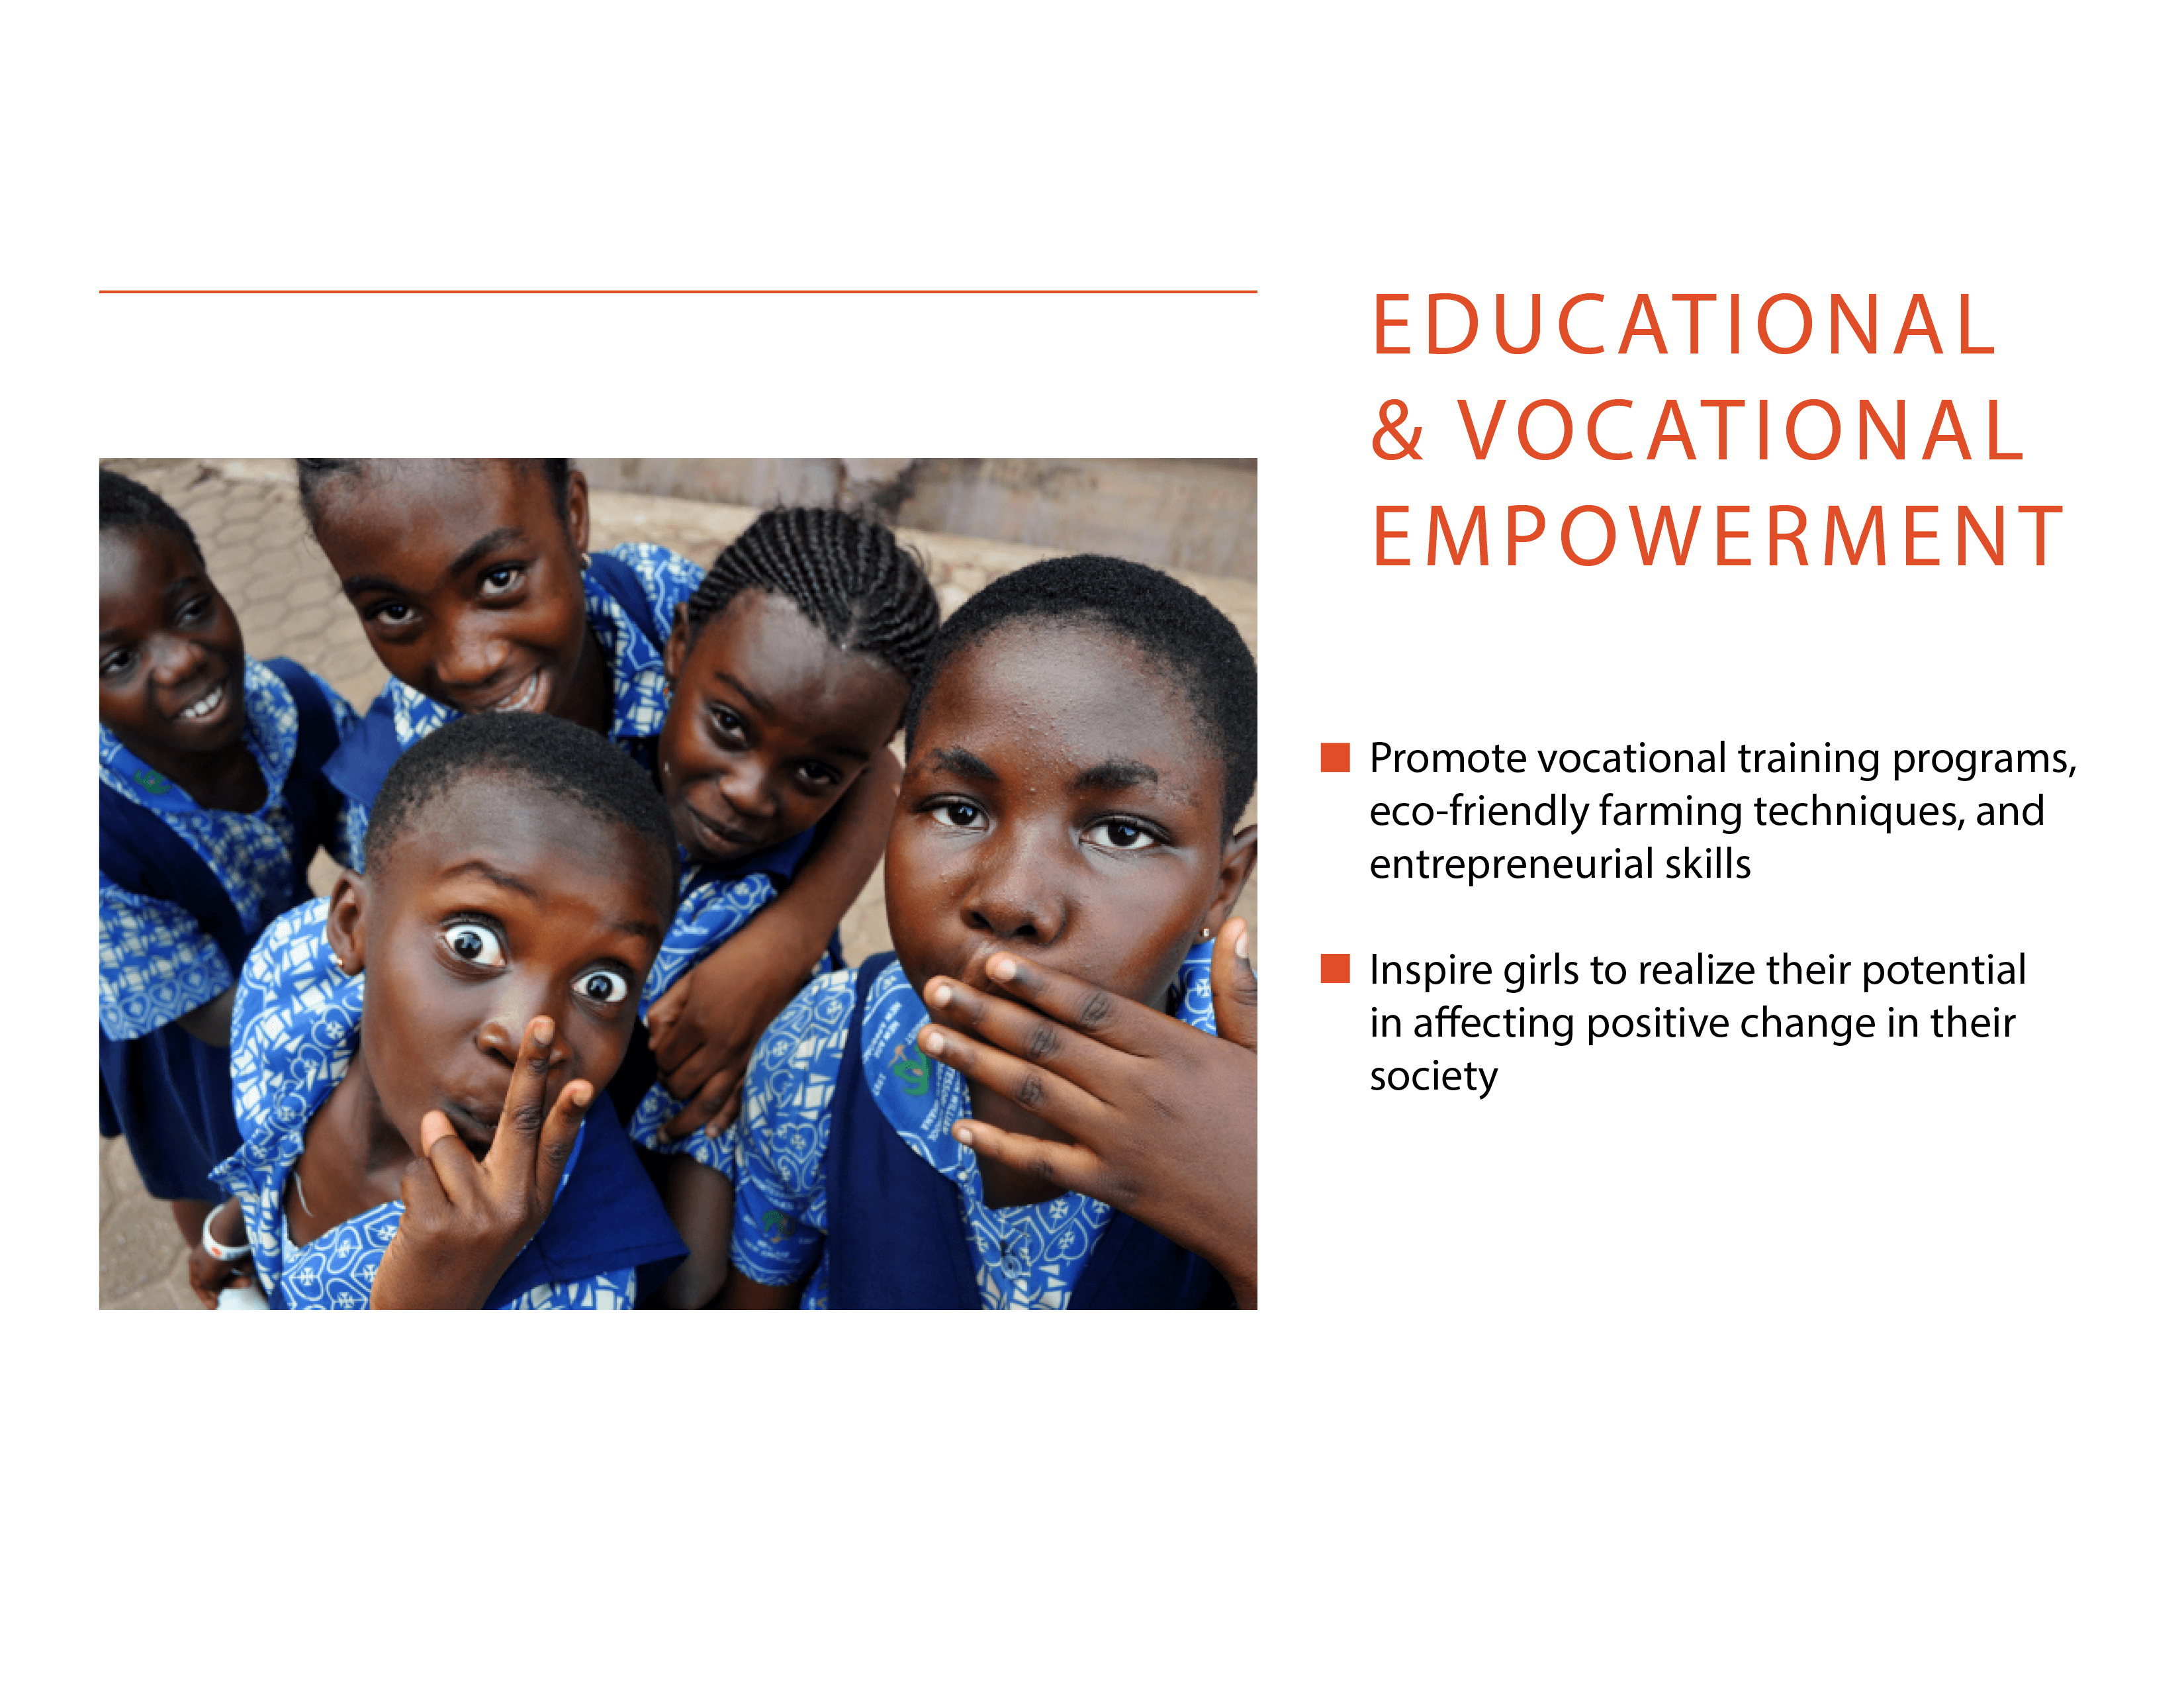 EDUCATIONAL
& VOCATIONAL
EMPOWERMENT
Promote vocational training programs,
eco-friendly farming techniques, and
entrepreneurial skills
Inspire girls to realize their potential
in affecting positive change in their
society